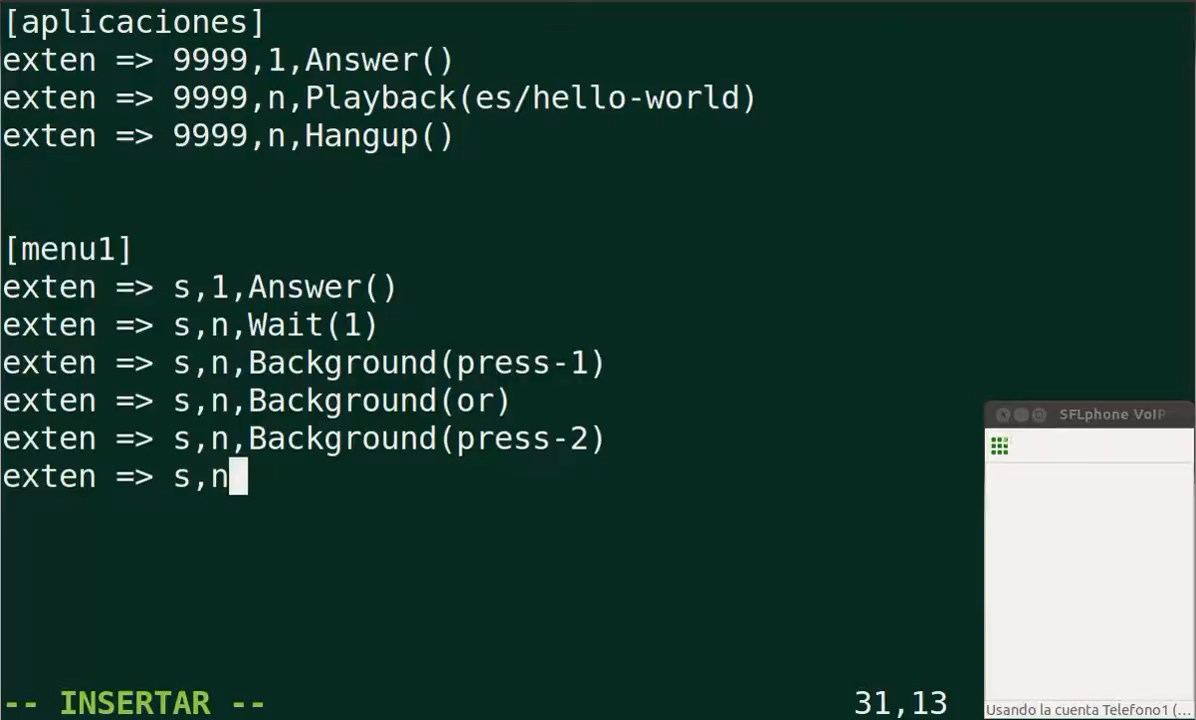 [aplicaciones]
exten => 9999,1,Answer()
exten => 9999,n,Playback(es/hello-world)
exten => 9999,n,Hangup()
[menu1]
exten => s,1,Answer()
exten => s,n,Wait(1)
exten => s,n,Background(press-1)
exten => s,n,Background(or)
exten => s,n,Background(press-2)
exten => s,n
SFLphone VoIP
-- INSERTAR --
31,13
Usando la cuenta Telefono1 (...